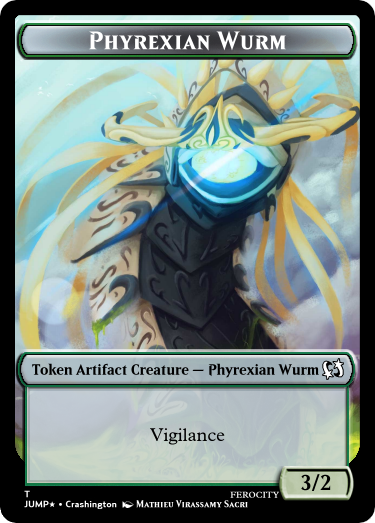 Phyrexian Wurm
Token Artifact Creature — Phyrexian Wurm
Vigilance
3/2
T FEROCITY
JUMP★ • Crashington Mathieu Virassamy Sacri